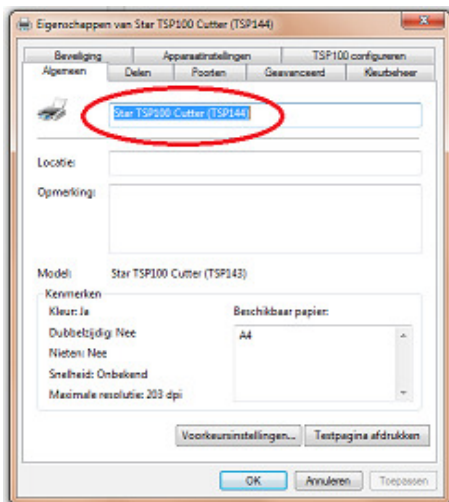 Eigenschappen van Star TSP100 Cutter (TSP144)
Beveiliging Apparaatinstellingen TSP100 configureren
Algemeen Delen Poorten Geavanceerd Kleurbeheer
Star TSP100 Cutter (TSP144)
Locatie:
Opmerking:
Model: Star TSP100 Cutter (TSP143)
Kenmerken
Kleur: Ja Beschikbaar papier:
Dubbelzijdig: Nee A4
Nieten: Nee
Snelheid: Onbekend
Maximale resolutie: 203 dpi
Voorkeursinstellingen... Testpagina afdrukken
OK Annuleren Toepassen